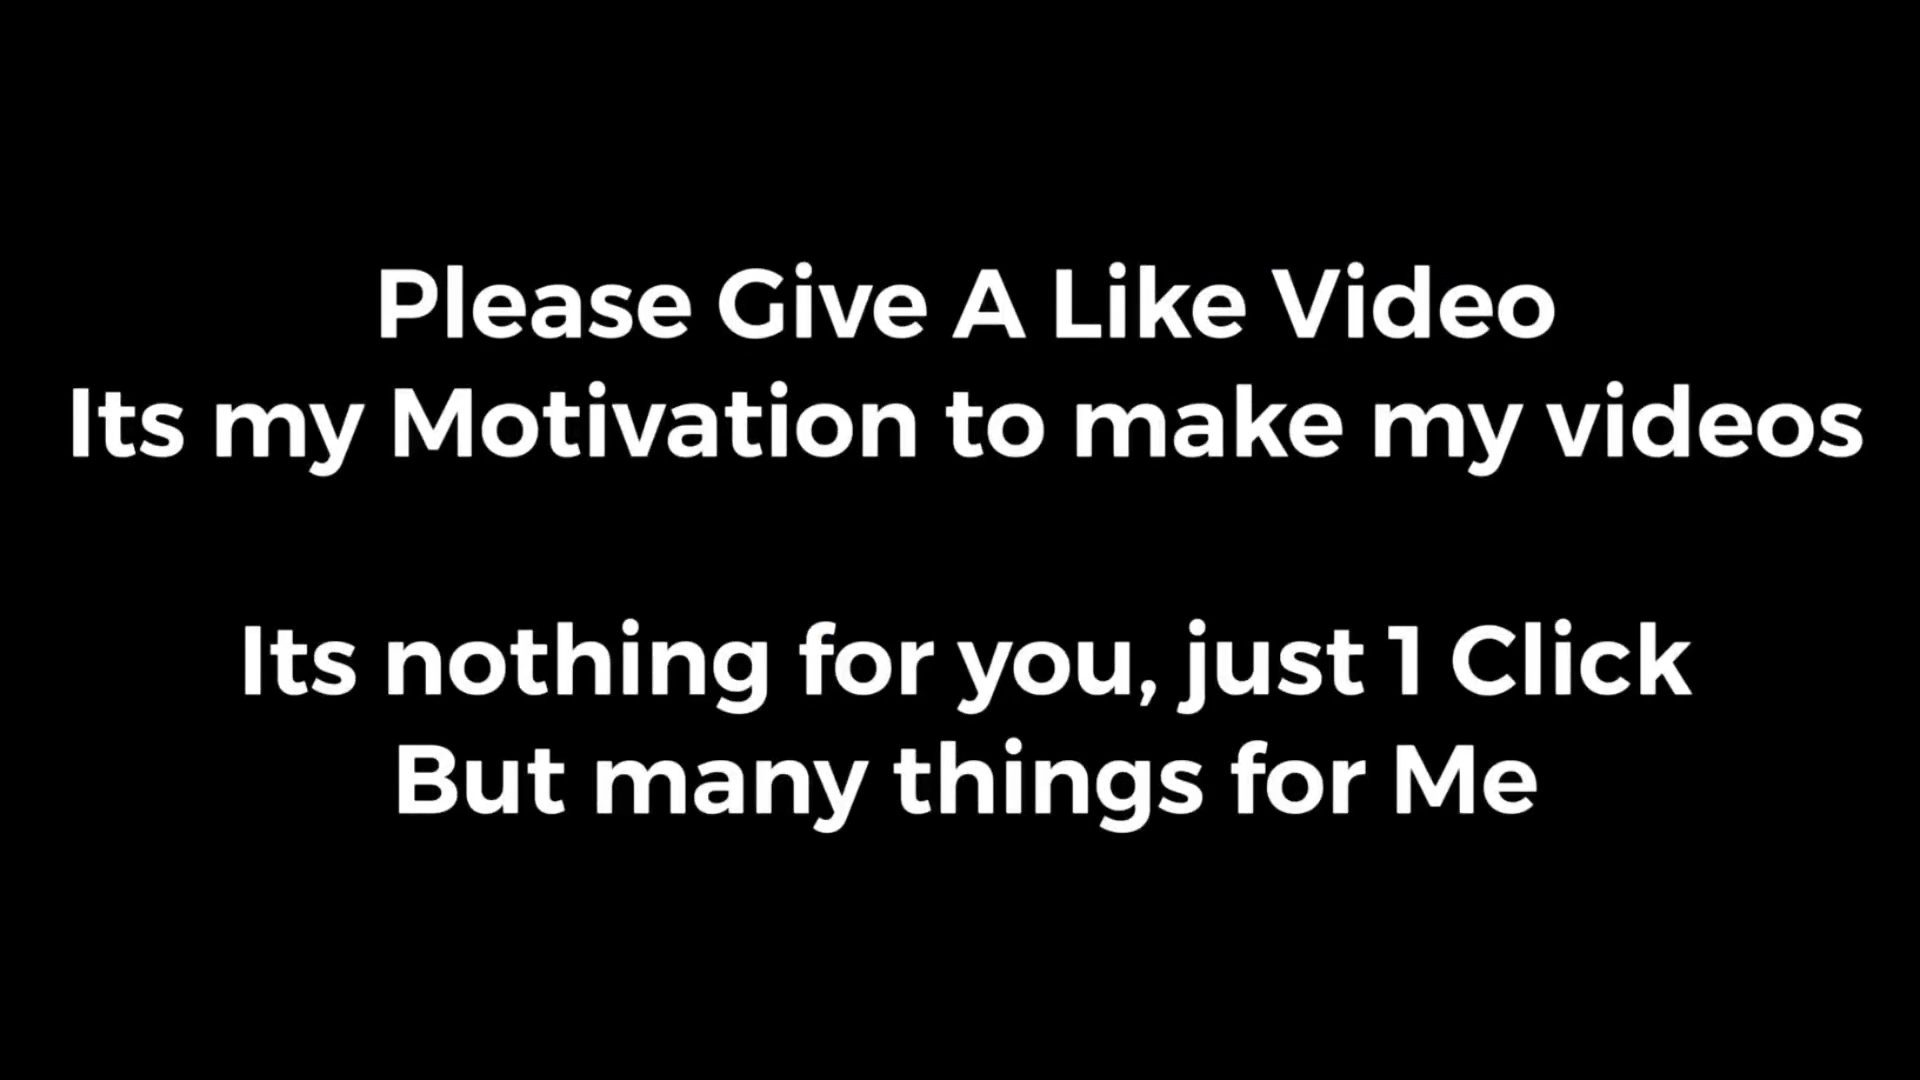 Please Give A Like Video
Its my Motivation to make my videos
Its nothing for you, just 1 Click
But many things for Me